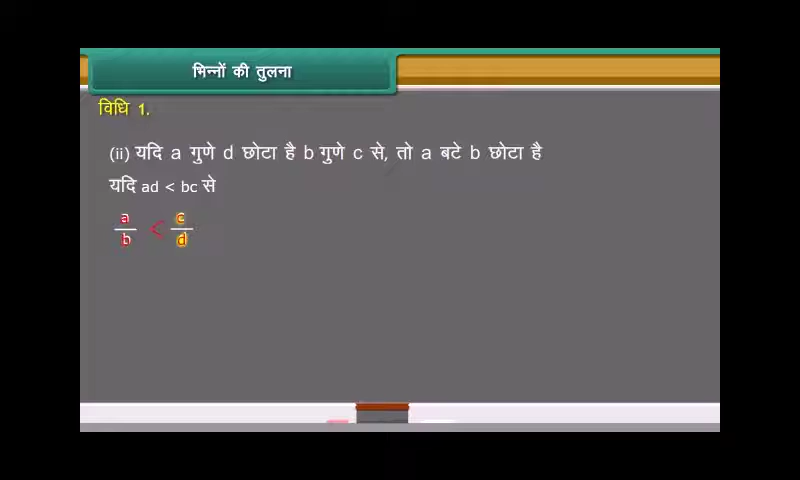 भिन्नों की तुलना
विधि 1.
(ii) यदि a गुणे d छोटा है b गुणे c से, तो a बटे b छोटा है
यदि ad < bc से
a/b < c/d